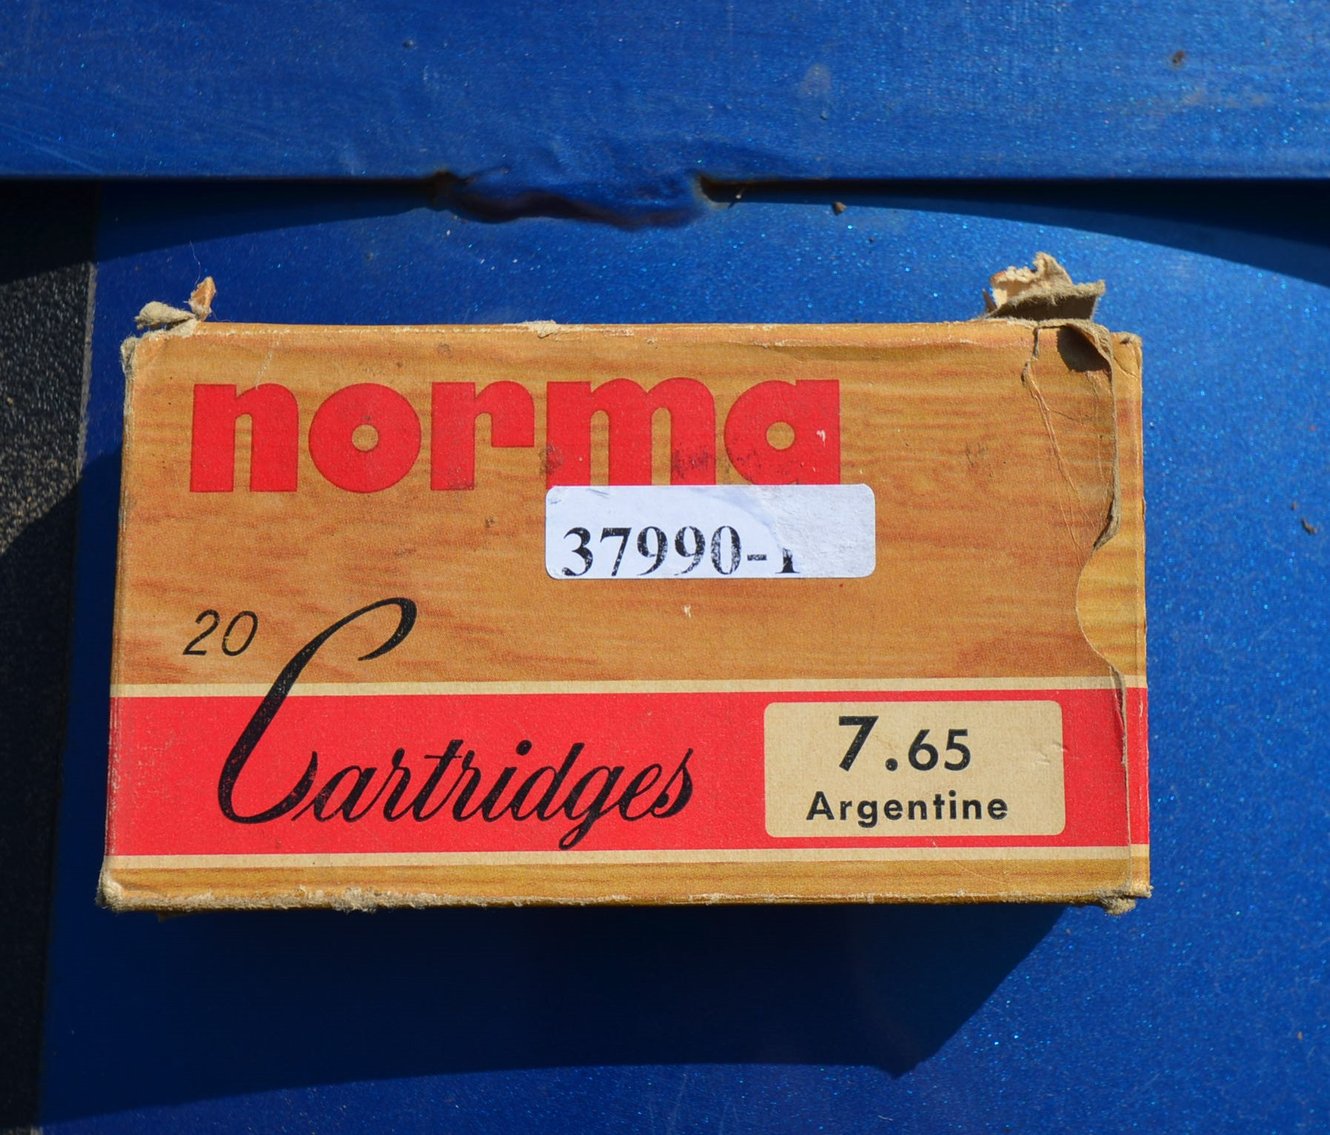 norma
37990-1
20 Cartridges
7.65
Argentine